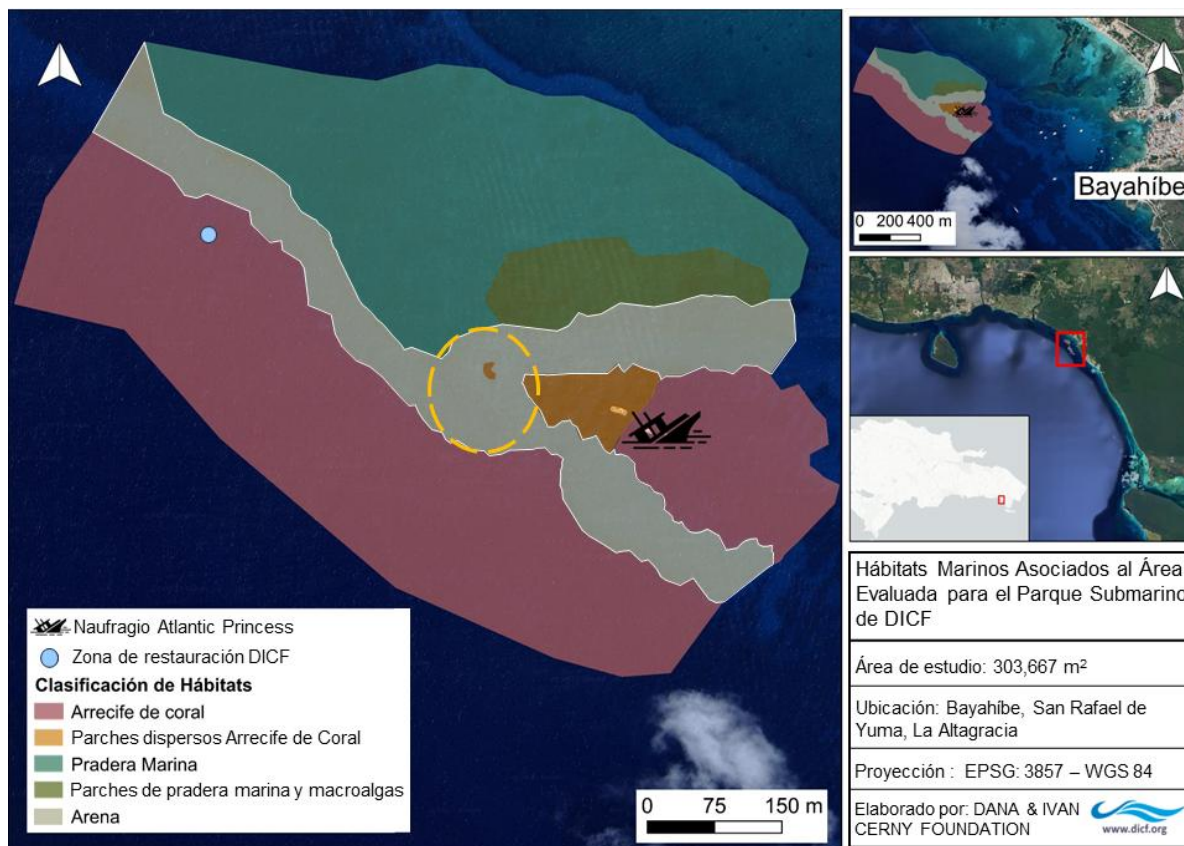 Naufragio Atlantic Princess
Zona de restauración DICF
Clasificación de Hábitats
Arrecife de coral
Parches dispersos Arrecife de Coral
Pradera Marina
Parches de pradera marina y macroalgas
Arena
0 75 150 m
Bayahíbe
0 200 400 m
Hábitats Marinos Asociados al Área
Evaluada para el Parque Submarino
de DICF
Área de estudio: 303,667 m²
Ubicación: Bayahíbe, San Rafael de
Yuma, La Altagracia
Proyección : EPSG: 3857 – WGS 84
Elaborado por: DANA & IVAN
CERNY FOUNDATION
www.dicf.org